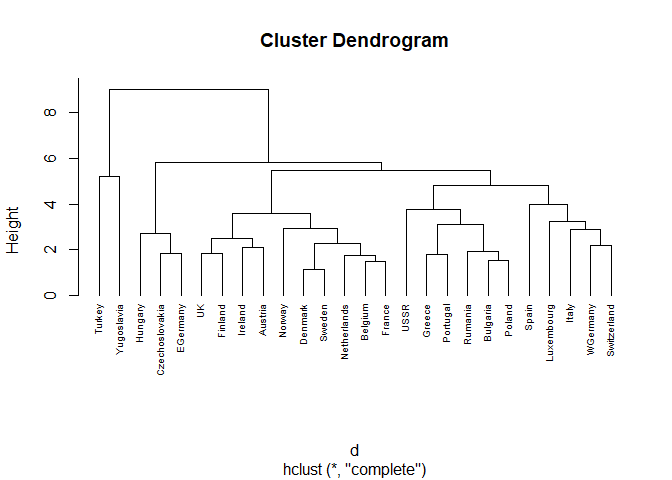 Cluster Dendrogram
Height
0 2 4 6 8
Turkey
Yugoslavia
Hungary
Czechoslovakia
EGermany
UK
Finland
Ireland
Austria
Norway
Denmark
Sweden
Netherlands
Belgium
France
USSR
Greece
Portugal
Rumania
Bulgaria
Poland
Spain
Luxembourg
Italy
WGermany
Switzerland
d
hclust (*, "complete")